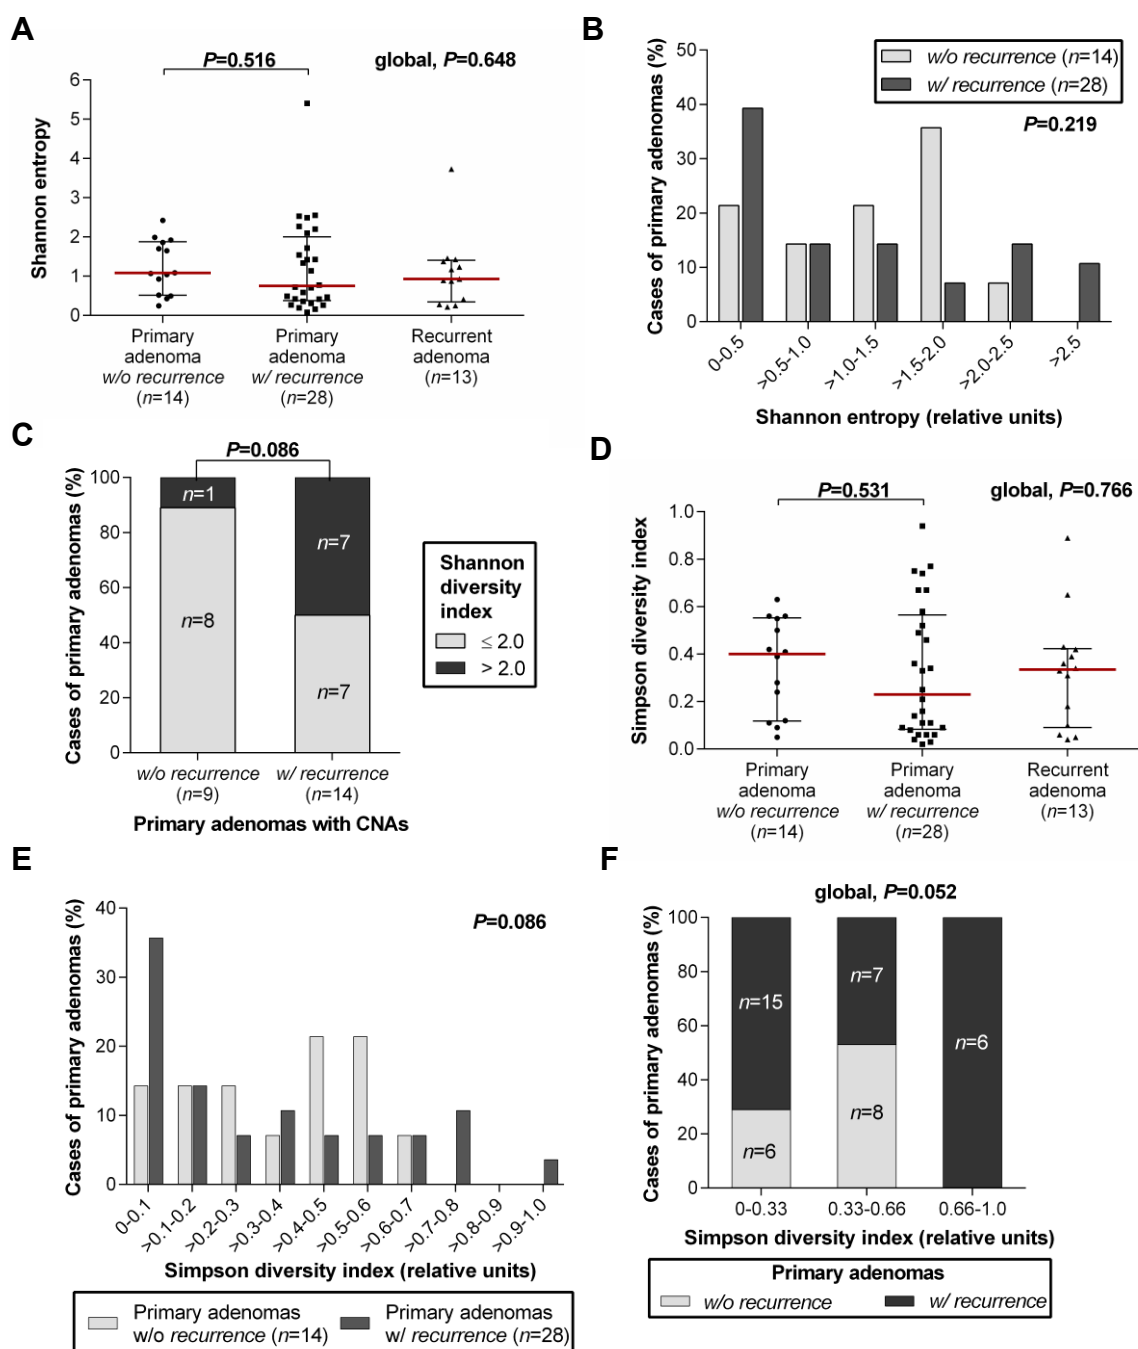 A
P=0.516
global, P=0.648
Shannon entropy
6
5
4
3
2
1
0
Primary
adenoma
w/o recurrence
(n=14)
Primary
adenoma
w/ recurrence
(n=28)
Recurrent
adenoma
(n=13)
B
w/o recurrence (n=14)
w/ recurrence (n=28)
P=0.219
Cases of primary adenomas (%)
50
40
30
20
10
0
0-0.5
>0.5-1.0
>1.0-1.5
>1.5-2.0
>2.0-2.5
>2.5
Shannon entropy (relative units)
C
P=0.086
Cases of primary adenomas (%)
100
80
60
40
20
0
n=1
n=8
n=7
n=7
w/o recurrence
(n=9)
w/ recurrence
(n=14)
Primary adenomas with CNAs
Shannon
diversity
index
≤ 2.0
> 2.0
D
P=0.531
global, P=0.766
Simpson diversity index
1.0
0.8
0.6
0.4
0.2
0.0
Primary
adenoma
w/o recurrence
(n=14)
Primary
adenoma
w/ recurrence
(n=28)
Recurrent
adenoma
(n=13)
E
P=0.086
Cases of primary adenomas (%)
40
30
20
10
0
0-0.1
>0.1-0.2
>0.2-0.3
>0.3-0.4
>0.4-0.5
>0.5-0.6
>0.6-0.7
>0.7-0.8
>0.8-0.9
>0.9-1.0
Simpson diversity index (relative units)
Primary adenomas
w/o recurrence (n=14)
Primary adenomas
w/ recurrence (n=28)
F
global, P=0.052
Cases of primary adenomas (%)
100
80
60
40
20
0
n=15
n=6
n=7
n=8
n=6
0-0.33
0.33-0.66
0.66-1.0
Simpson diversity index (relative units)
Primary adenomas
w/o recurrence
w/ recurrence